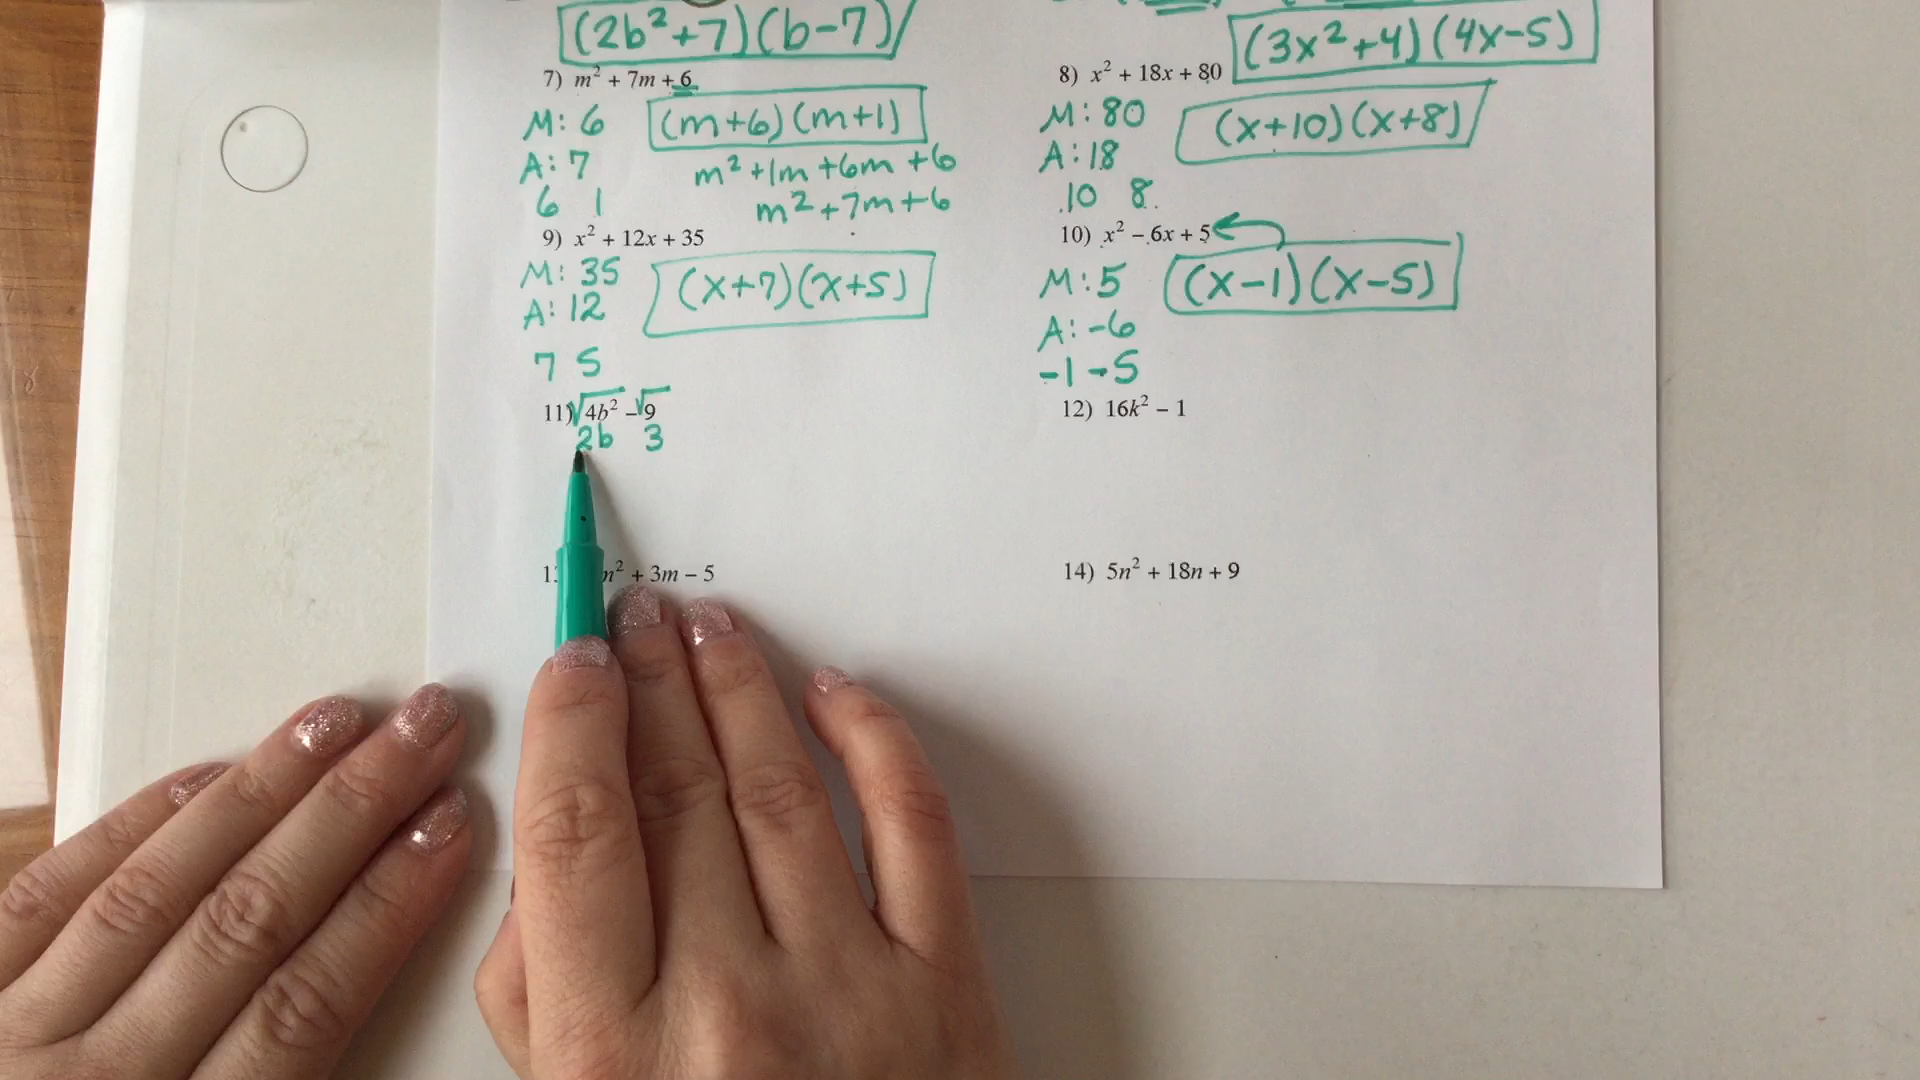 (2b²+7)(b-7)
(3x²+4)(4x-5)
7) m² + 7m + 6
M: 6 (m+6)(m+1)
A: 7 m²+1m+6m+6
6 1 m²+7m+6
8) x² + 18x + 80
M: 80 (x+10)(x+8)
A: 18
10 8
9) x² + 12x + 35
M: 35 (x+7)(x+5)
A: 12
7 5
10) x² – 6x + 5
M: 5 (x-1)(x-5)
A: -6
-1 -5
11) √4b² – √9
2b 3
12) 16k² – 1
² + 3m – 5
14) 5n² + 18n + 9